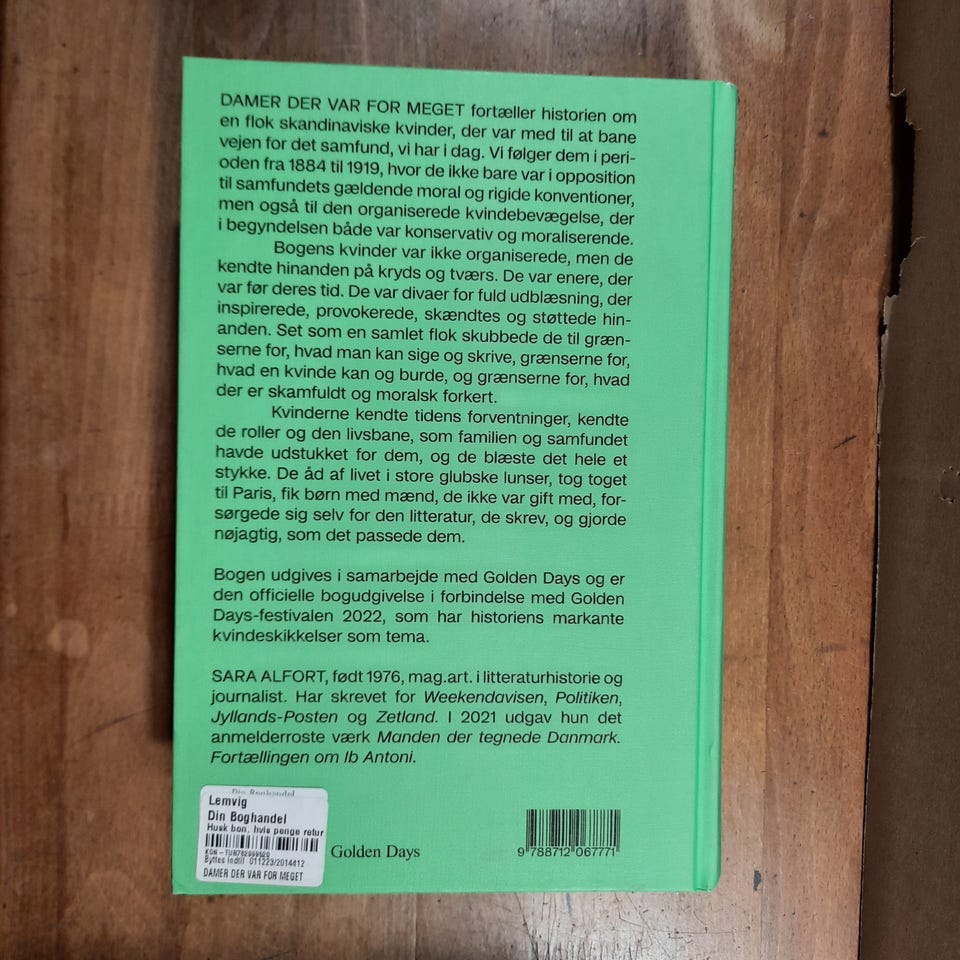 DAMER DER VAR FOR MEGET fortæller historien om
en flok skandinaviske kvinder, der var med til at bane
vejen for det samfund, vi har i dag. Vi følger dem i peri-
oden fra 1884 til 1919, hvor de ikke bare var i opposition
til samfundets gældende moral og rigide konventioner,
men også til den organiserede kvindebevægelse, der
i begyndelsen både var konservativ og moraliserende.
Bogens kvinder var ikke organiserede, men de
kendte hinanden på kryds og tværs. De var enere, der
var før deres tid. De var divaer for fuld udblæsning, der
inspirerede, provokerede, skændtes og støttede hin-
anden. Set som en samlet flok skubbede de til græn-
serne for, hvad man kan sige og skrive, grænserne for,
hvad en kvinde kan og burde, og grænserne for, hvad
der er skamfuldt og moralsk forkert.
Kvinderne kendte tidens forventninger, kendte
de roller og den livsbane, som familien og samfundet
havde udstukket for dem, og de blæste det hele et
stykke. De åd af livet i store glubske lunser, tog toget
til Paris, fik børn med mænd, de ikke var gift med, for-
sørgede sig selv for den litteratur, de skrev, og gjorde
nøjagtig, som det passede dem.
Bogen udgives i samarbejde med Golden Days og er
den officielle bogudgivelse i forbindelse med Golden
Days-festivalen 2022, som har historiens markante
kvindeskikkelser som tema.
SARA ALFORT, født 1976, mag.art. i litteraturhistorie og
journalist. Har skrevet for Weekendavisen, Politiken,
Jyllands-Posten og Zetland. I 2021 udgav hun det
anmelderroste værk Manden der tegnede Danmark.
Fortællingen om Ib Antoni.
Din Boghandel
Lemvig
Din Boghandel
Husk bon, hvis penge retur
Byttes indtil 011223/2014412
DAMER DER VAR FOR MEGET
Golden Days
9 788712 067771